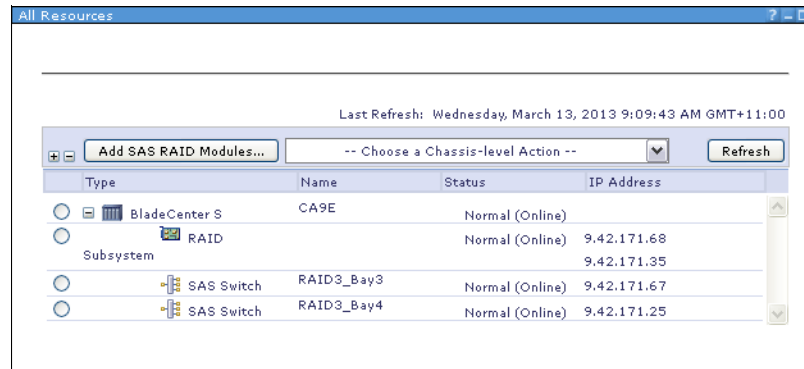 All Resources
Last Refresh: Wednesday, March 13, 2013 9:09:43 AM GMT+11:00
Add SAS RAID Modules... -- Choose a Chassis-level Action -- Refresh
Type Name Status IP Address
BladeCenter S CA9E Normal (Online)
RAID Normal (Online) 9.42.171.68
Subsystem 9.42.171.35
SAS Switch RAID3_Bay3 Normal (Online) 9.42.171.67
SAS Switch RAID3_Bay4 Normal (Online) 9.42.171.25